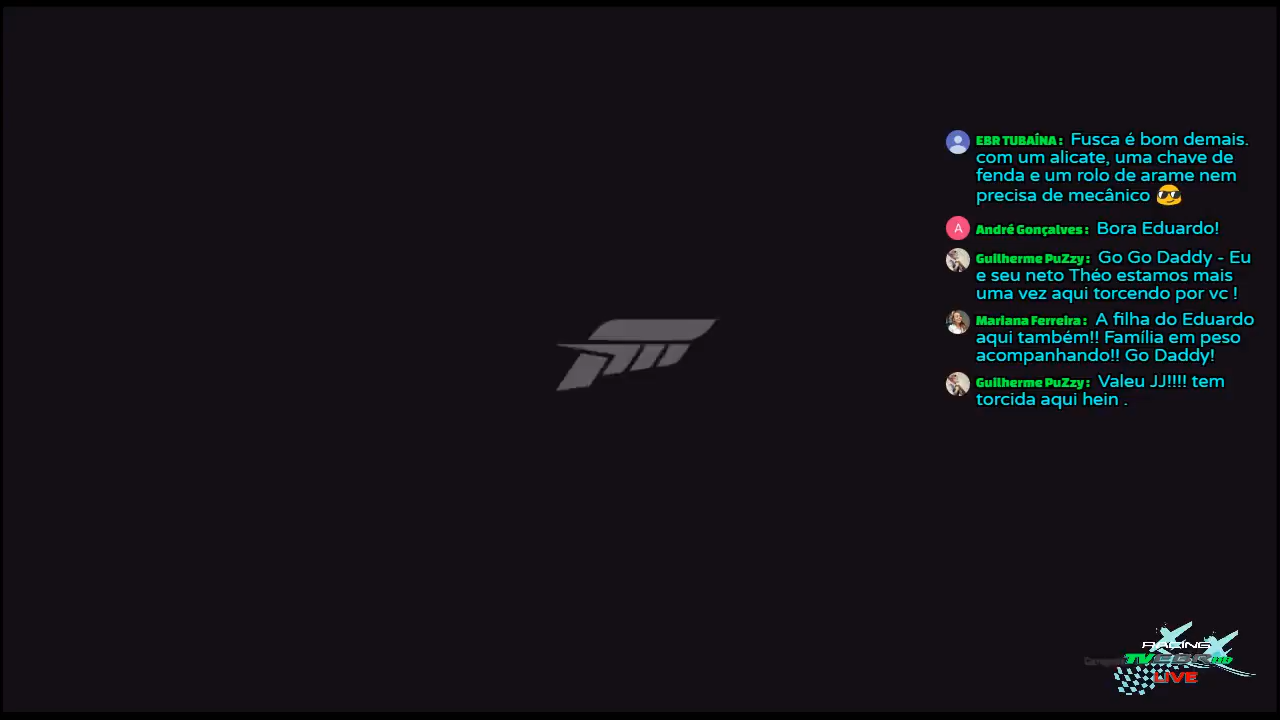 EBR TUBAÍNA : Fusca é bom demais.
com um alicate, uma chave de
fenda e um rolo de arame nem
precisa de mecânico 😎
A André Gonçalves : Bora Eduardo!
Guilherme PuZzy : Go Go Daddy - Eu
e seu neto Théo estamos mais
uma vez aqui torcendo por vc !
Mariana Ferreira : A filha do Eduardo
aqui também!! Família em peso
acompanhando!! Go Daddy!
Guilherme PuZzy : Valeu JJ!!!! tem
torcida aqui hein .
RACING
TVEBR
LIVE